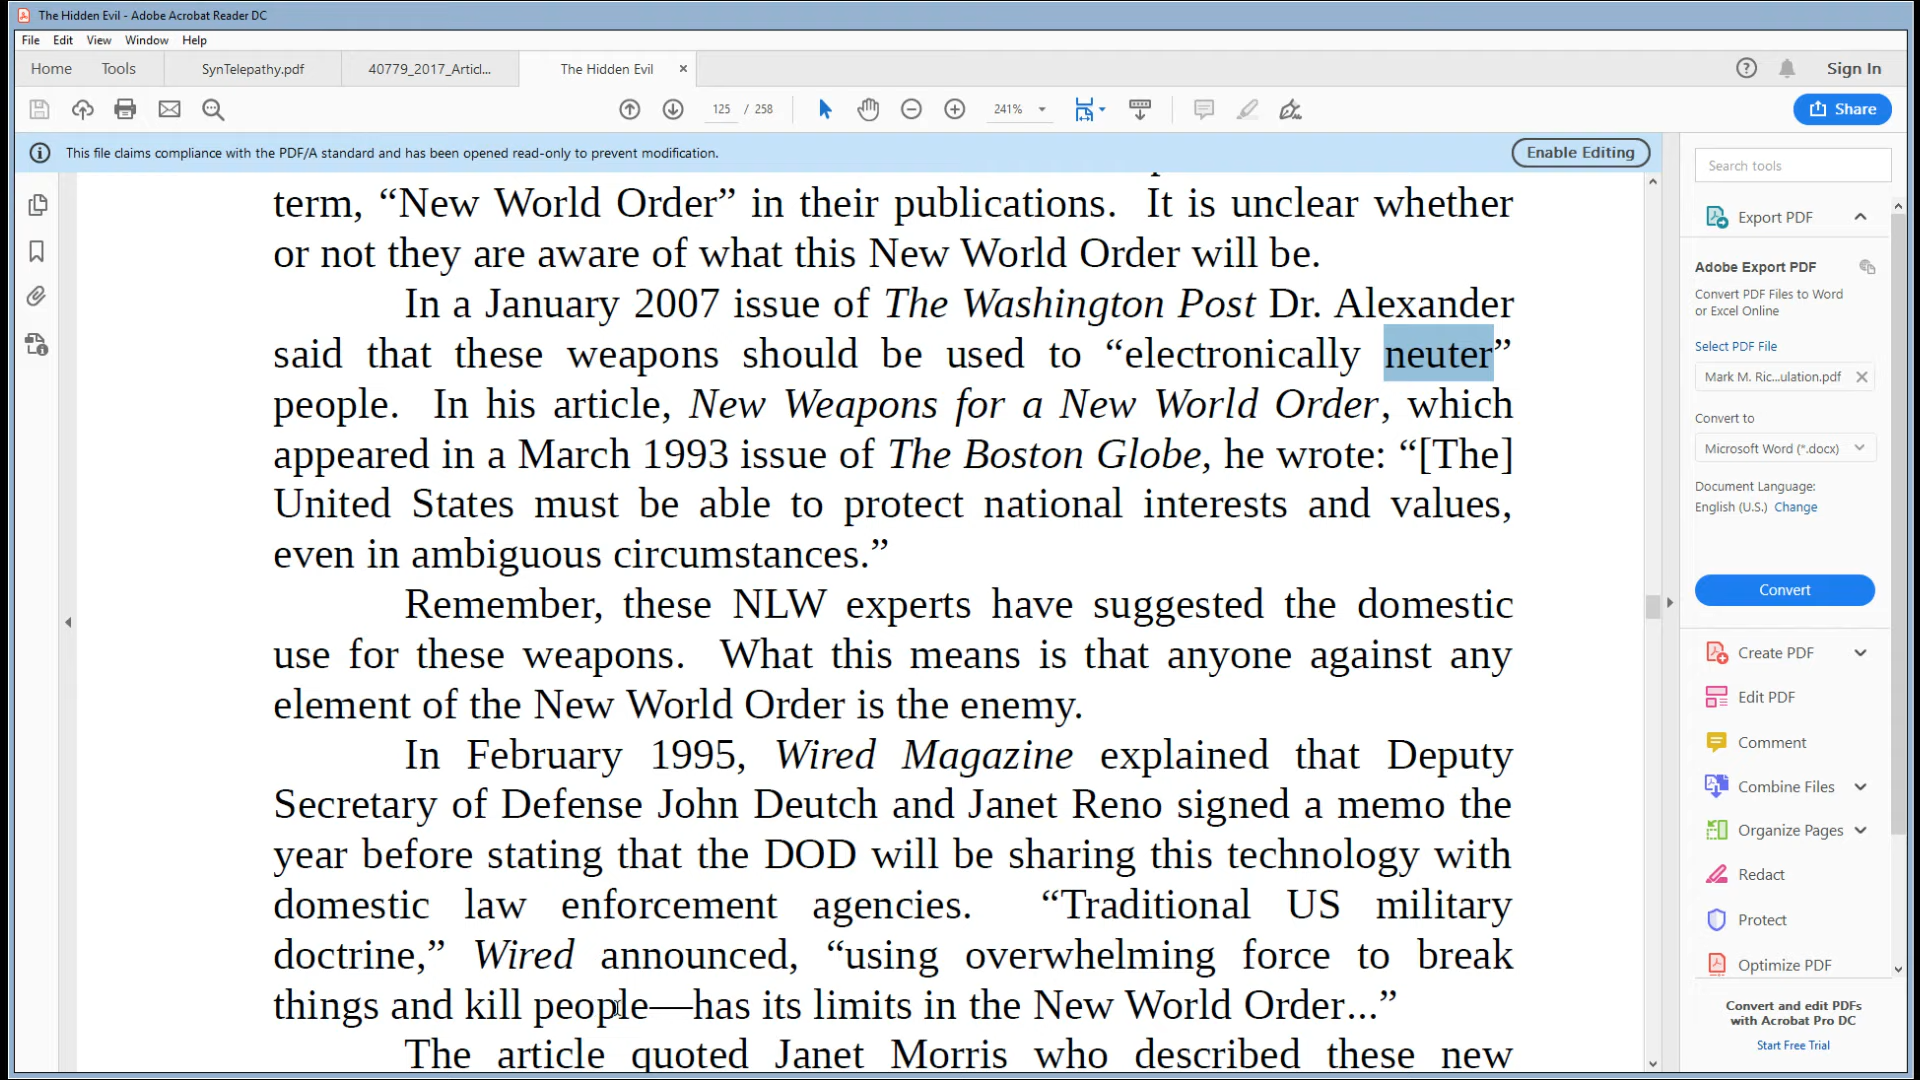 The Hidden Evil - Adobe Acrobat Reader DC
File Edit View Window Help
Home Tools SynTelepathy.pdf 40779_2017_Articl... The Hidden Evil × Sign In
125 / 258 241% Share
This file claims compliance with the PDF/A standard and has been opened read-only to prevent modification. Enable Editing
term, “New World Order” in their publications. It is unclear whether
or not they are aware of what this New World Order will be.
In a January 2007 issue of The Washington Post Dr. Alexander
said that these weapons should be used to “electronically neuter”
people. In his article, New Weapons for a New World Order, which
appeared in a March 1993 issue of The Boston Globe, he wrote: “[The]
United States must be able to protect national interests and values,
even in ambiguous circumstances.”
Remember, these NLW experts have suggested the domestic
use for these weapons. What this means is that anyone against any
element of the New World Order is the enemy.
In February 1995, Wired Magazine explained that Deputy
Secretary of Defense John Deutch and Janet Reno signed a memo the
year before stating that the DOD will be sharing this technology with
domestic law enforcement agencies. “Traditional US military
doctrine,” Wired announced, “using overwhelming force to break
things and kill people—has its limits in the New World Order...”
The article quoted Janet Morris who described these new
Search tools
Export PDF
Adobe Export PDF
Convert PDF Files to Word
or Excel Online
Select PDF File
Mark M. Ric...ulation.pdf ×
Convert to
Microsoft Word (*.docx)
Document Language:
English (U.S.) Change
Convert
Create PDF
Edit PDF
Comment
Combine Files
Organize Pages
Redact
Protect
Optimize PDF
Convert and edit PDFs
with Acrobat Pro DC
Start Free Trial